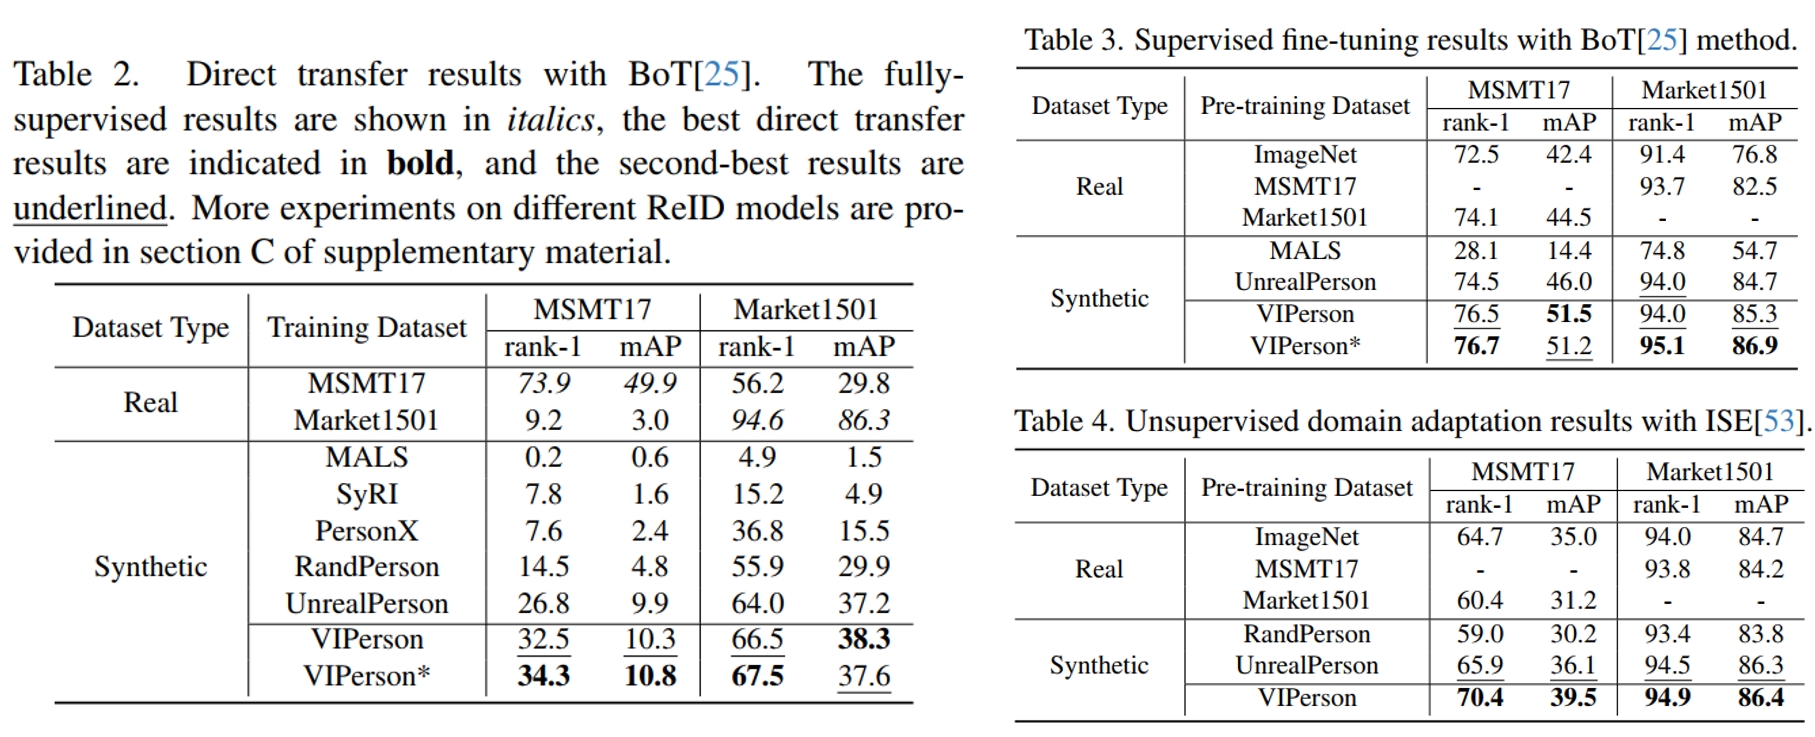 Table 2. Direct transfer results with BoT[25]. The fully-
supervised results are shown in italics, the best direct transfer
results are indicated in bold, and the second-best results are
underlined. More experiments on different ReID models are pro-
vided in section C of supplementary material.
Dataset Type Training Dataset MSMT17 Market1501
rank-1 mAP rank-1 mAP
Real MSMT17 73.9 49.9 56.2 29.8
Market1501 9.2 3.0 94.6 86.3
Synthetic MALS 0.2 0.6 4.9 1.5
SyRI 7.8 1.6 15.2 4.9
PersonX 7.6 2.4 36.8 15.5
RandPerson 14.5 4.8 55.9 29.9
UnrealPerson 26.8 9.9 64.0 37.2
VIPerson 32.5 10.3 66.5 38.3
VIPerson* 34.3 10.8 67.5 37.6
Table 3. Supervised fine-tuning results with BoT[25] method.
Dataset Type Pre-training Dataset MSMT17 Market1501
rank-1 mAP rank-1 mAP
Real ImageNet 72.5 42.4 91.4 76.8
MSMT17 - - 93.7 82.5
Market1501 74.1 44.5 - -
Synthetic MALS 28.1 14.4 74.8 54.7
UnrealPerson 74.5 46.0 94.0 84.7
VIPerson 76.5 51.5 94.0 85.3
VIPerson* 76.7 51.2 95.1 86.9
Table 4. Unsupervised domain adaptation results with ISE[53].
Dataset Type Pre-training Dataset MSMT17 Market1501
rank-1 mAP rank-1 mAP
Real ImageNet 64.7 35.0 94.0 84.7
MSMT17 - - 93.8 84.2
Market1501 60.4 31.2 - -
Synthetic RandPerson 59.0 30.2 93.4 83.8
UnrealPerson 65.9 36.1 94.5 86.3
VIPerson 70.4 39.5 94.9 86.4